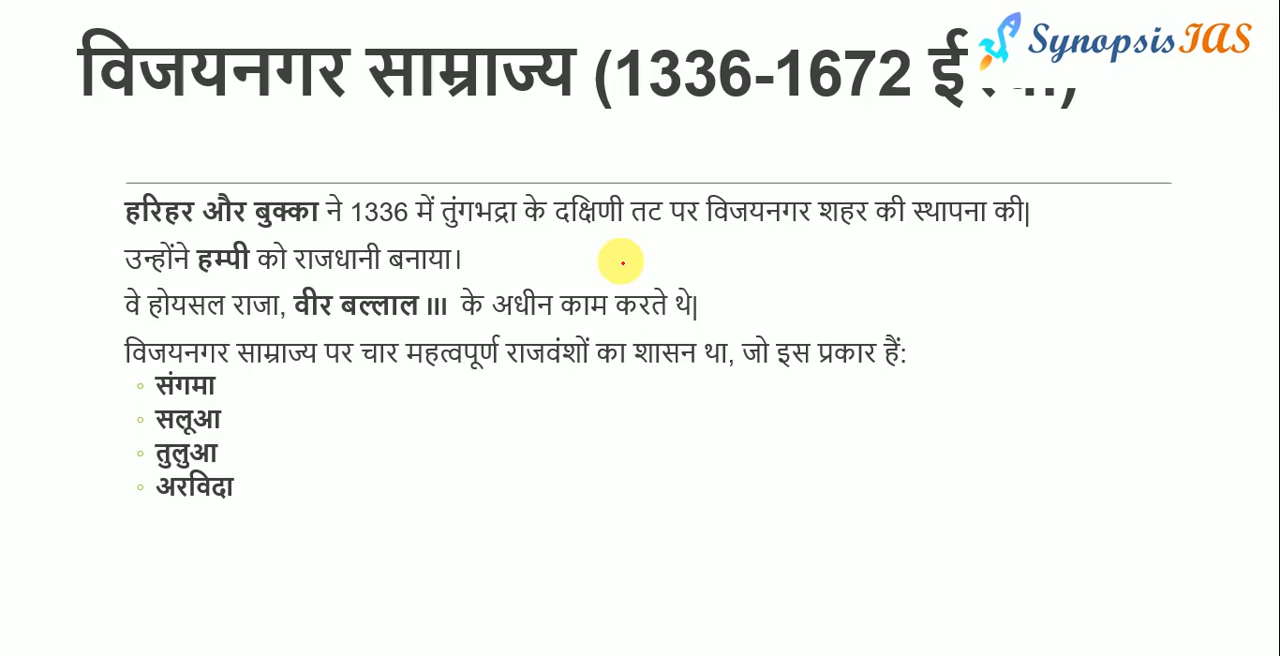 विजयनगर साम्राज्य (1336-1672 ई
SynopsisIAS
हरिहर और बुक्का ने 1336 में तुंगभद्रा के दक्षिणी तट पर विजयनगर शहर की स्थापना की|
उन्होंने हम्पी को राजधानी बनाया।
वे होयसल राजा, वीर बल्लाल III के अधीन काम करते थे|
विजयनगर साम्राज्य पर चार महत्वपूर्ण राजवंशों का शासन था, जो इस प्रकार हैं:
◦ संगमा
◦ सलूआ
◦ तुलुआ
◦ अरविदा